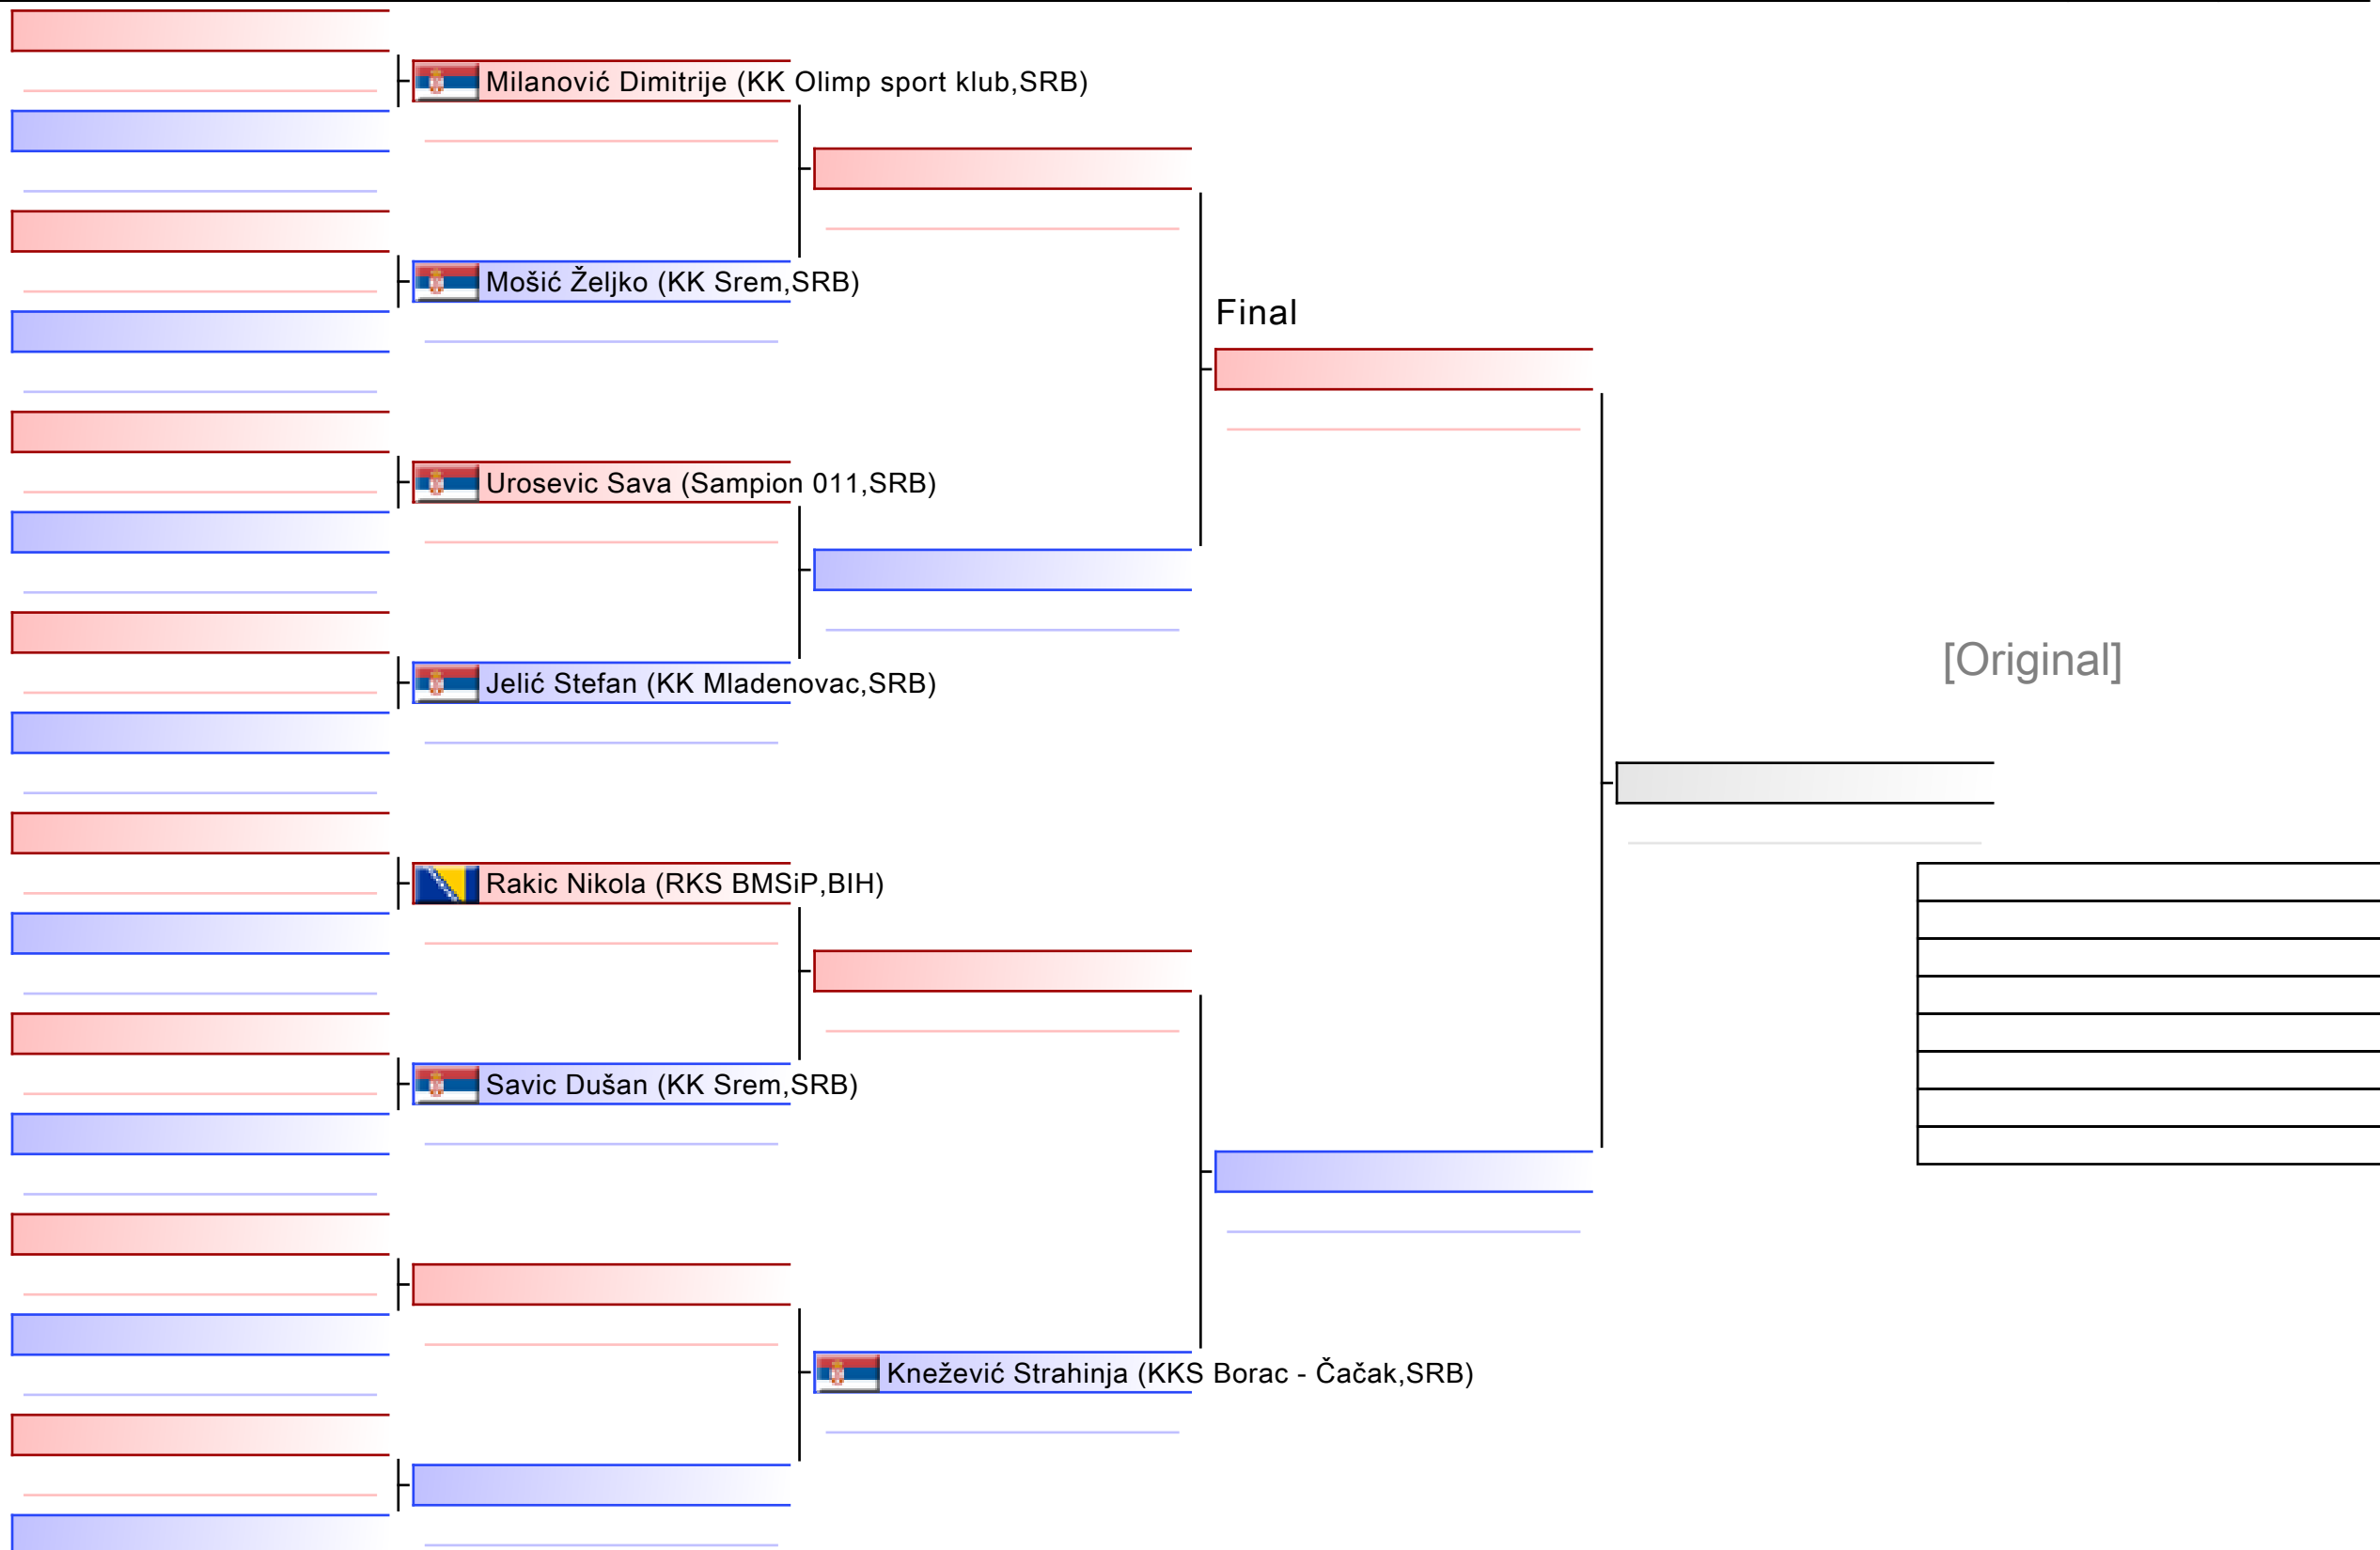 Milanović Dimitrije (KK Olimp sport klub,SRB)
Mošić Željko (KK Srem,SRB)
Final
Urosevic Sava (Sampion 011,SRB)
[Original]
Jelić Stefan (KK Mladenovac,SRB)
Rakic Nikola (RKS BMSiP,BIH)
Savic Dušan (KK Srem,SRB)
Knežević Strahinja (KKS Borac - Čačak,SRB)